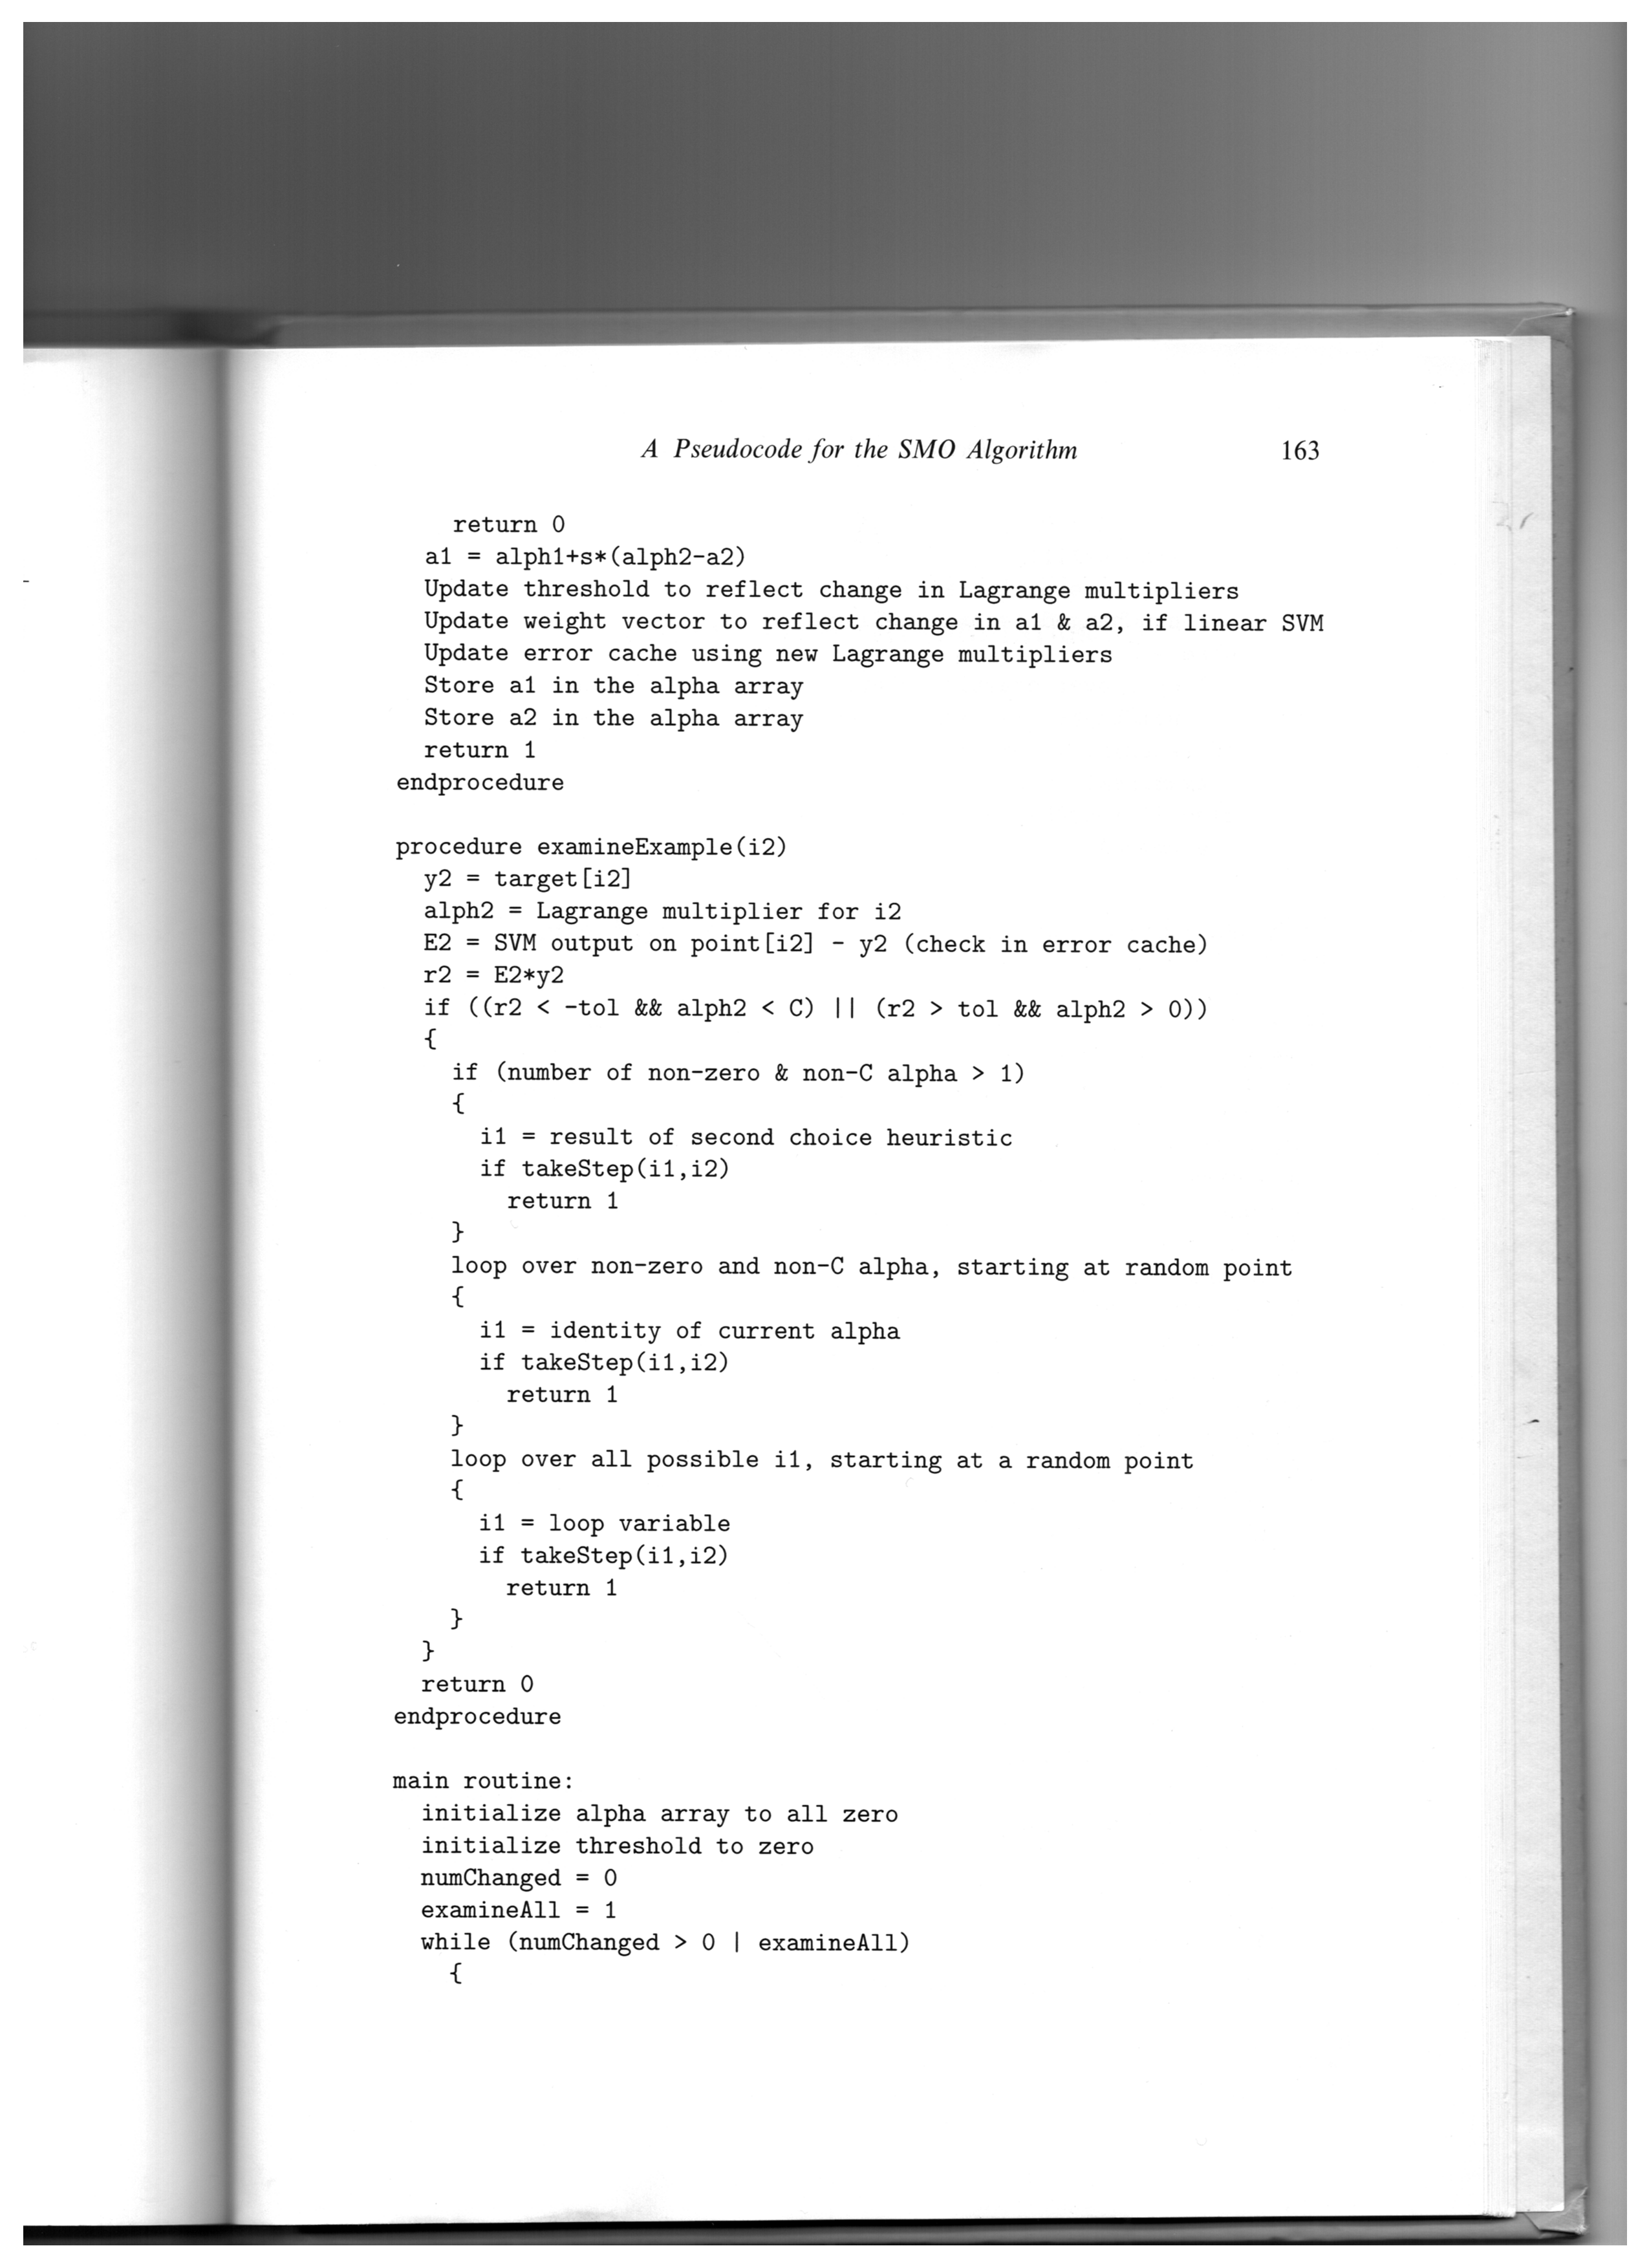 A Pseudocode for the SMO Algorithm 163
return 0
a1 = alph1+s*(alph2-a2)
Update threshold to reflect change in Lagrange multipliers
Update weight vector to reflect change in a1 & a2, if linear SVM
Update error cache using new Lagrange multipliers
Store a1 in the alpha array
Store a2 in the alpha array
return 1
endprocedure
procedure examineExample(i2)
y2 = target[i2]
alph2 = Lagrange multiplier for i2
E2 = SVM output on point[i2] - y2 (check in error cache)
r2 = E2*y2
if ((r2 < -tol && alph2 < C) || (r2 > tol && alph2 > 0))
{
if (number of non-zero & non-C alpha > 1)
{
i1 = result of second choice heuristic
if takeStep(i1,i2)
return 1
}
loop over non-zero and non-C alpha, starting at random point
{
i1 = identity of current alpha
if takeStep(i1,i2)
return 1
}
loop over all possible i1, starting at a random point
{
i1 = loop variable
if takeStep(i1,i2)
return 1
}
}
return 0
endprocedure
main routine:
initialize alpha array to all zero
initialize threshold to zero
numChanged = 0
examineAll = 1
while (numChanged > 0 | examineAll)
{